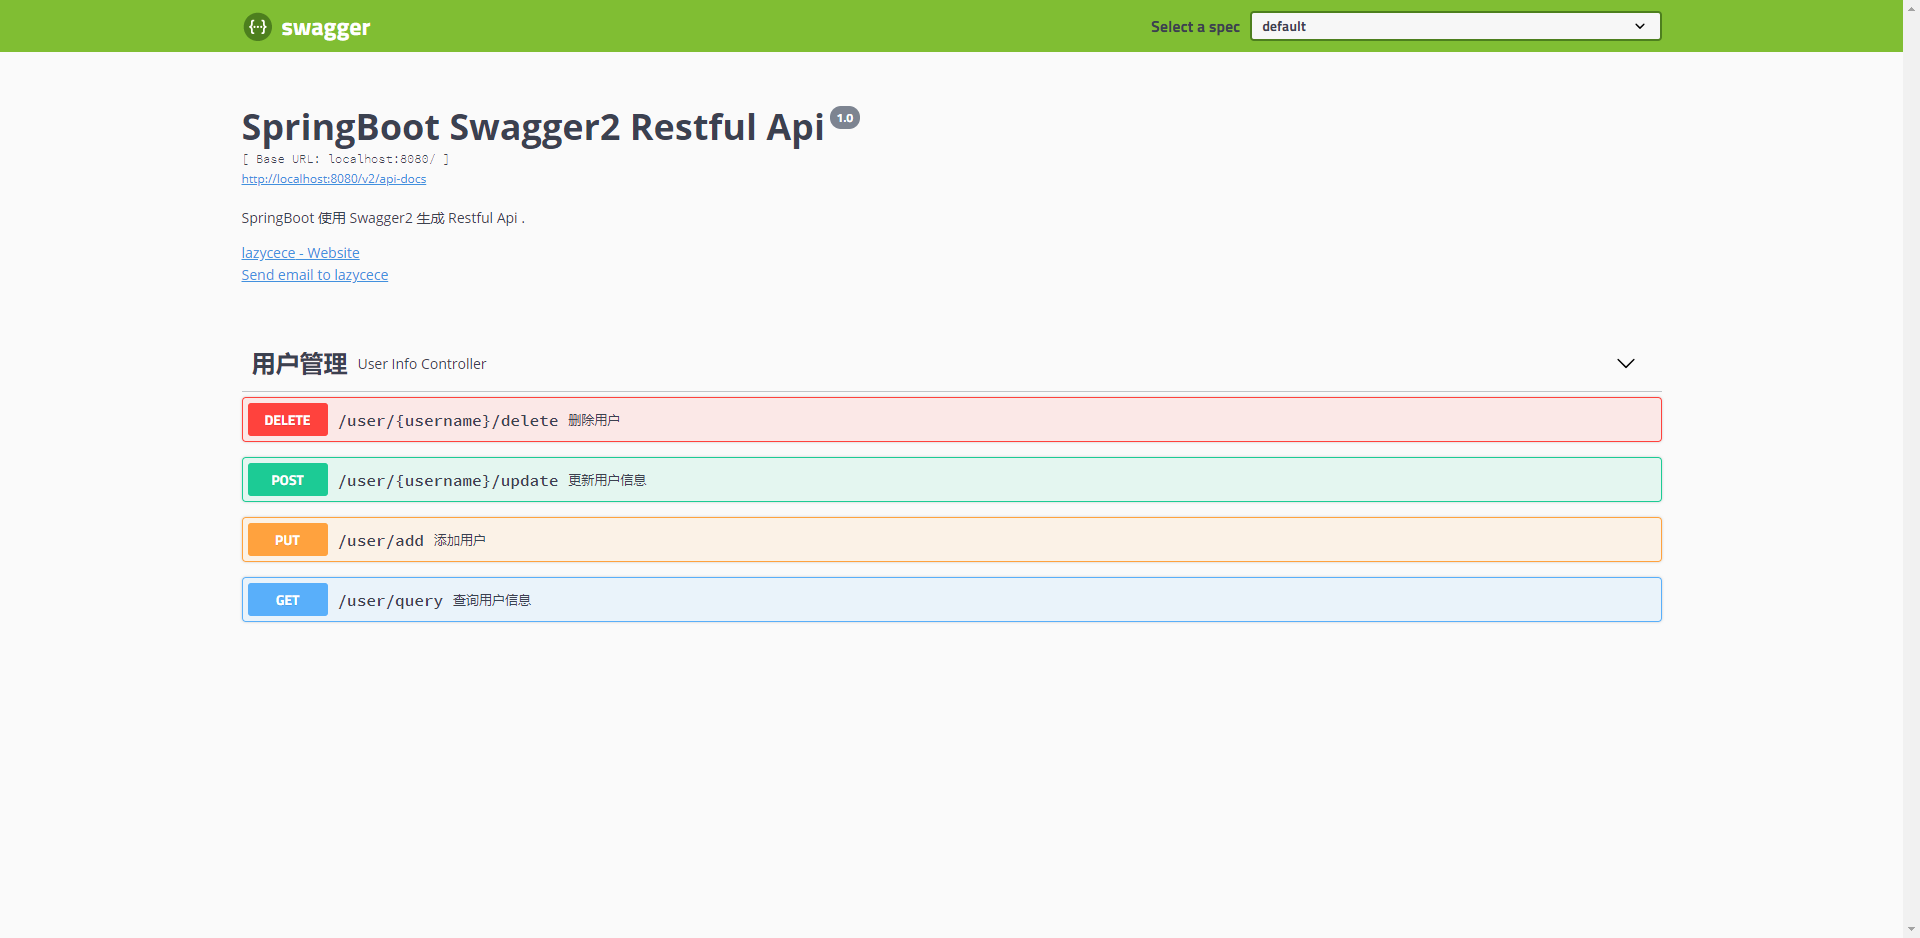 {...} swagger Select a spec default
SpringBoot Swagger2 Restful Api 1.0
[ Base URL: localhost:8080/ ]
http://localhost:8080/v2/api-docs
SpringBoot 使用 Swagger2 生成 Restful Api .
lazycece - Website
Send email to lazycece
用户管理 User Info Controller
DELETE /user/{username}/delete 删除用户
POST /user/{username}/update 更新用户信息
PUT /user/add 添加用户
GET /user/query 查询用户信息